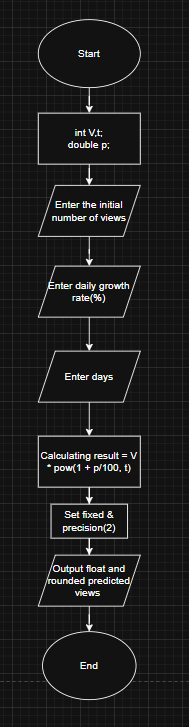 Start
int V,t;
double p;
Enter the initial
number of views
Enter daily growth
rate(%)
Enter days
Calculating result = V
* pow(1 + p/100, t)
Set fixed &
precision(2)
Output float and
rounded predicted
views
End